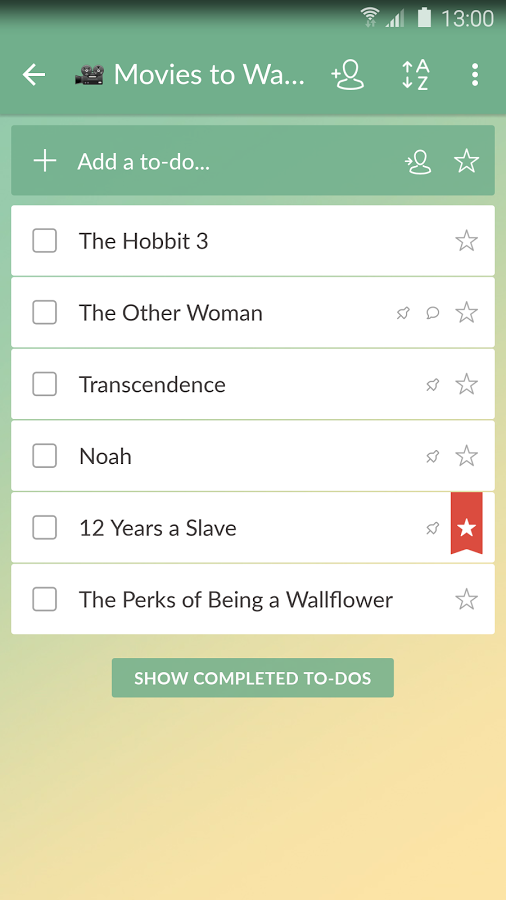 13:00
Movies to Wa...
A
Z
Add a to-do...
The Hobbit 3
The Other Woman
Transcendence
Noah
12 Years a Slave
The Perks of Being a Wallflower
SHOW COMPLETED TO-DOS